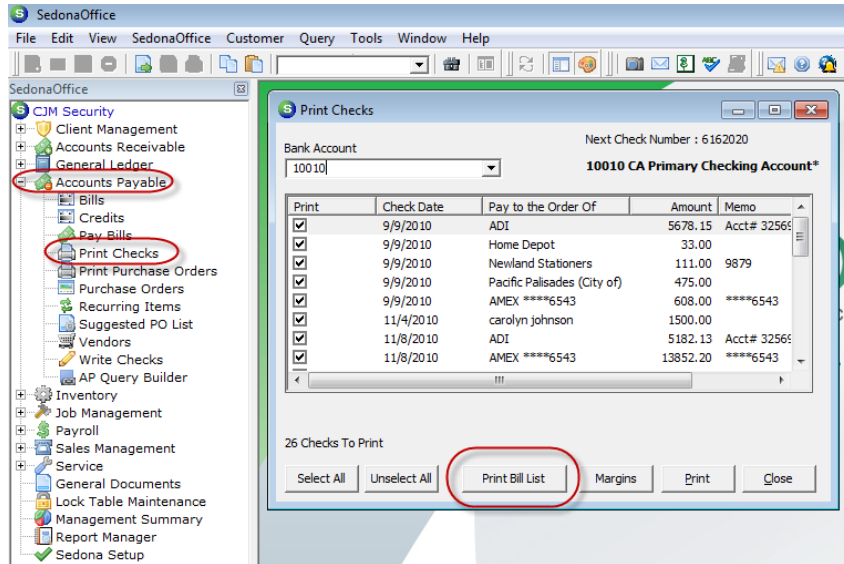 SedonaOffice
File Edit View SedonaOffice Customer Query Tools Window Help
SedonaOffice
CJM Security
Client Management
Accounts Receivable
General Ledger
Accounts Payable
Bills
Credits
Pay Bills
Print Checks
Print Purchase Orders
Purchase Orders
Recurring Items
Suggested PO List
Vendors
Write Checks
AP Query Builder
Inventory
Job Management
Payroll
Sales Management
Service
General Documents
Lock Table Maintenance
Management Summary
Report Manager
Sedona Setup
Print Checks
Bank Account
Next Check Number : 6162020
10010
10010 CA Primary Checking Account*
Print Check Date Pay to the Order Of Amount Memo
9/9/2010 ADI 5678.15 Acct# 32569
9/9/2010 Home Depot 33.00
9/9/2010 Newland Stationers 111.00 9879
9/9/2010 Pacific Palisades (City of) 475.00
9/9/2010 AMEX ****6543 608.00 ****6543
11/4/2010 carolyn johnson 1500.00
11/8/2010 ADI 5182.13 Acct# 32569
11/8/2010 AMEX ****6543 13852.20 ****6543
26 Checks To Print
Select All Unselect All Print Bill List Margins Print Close